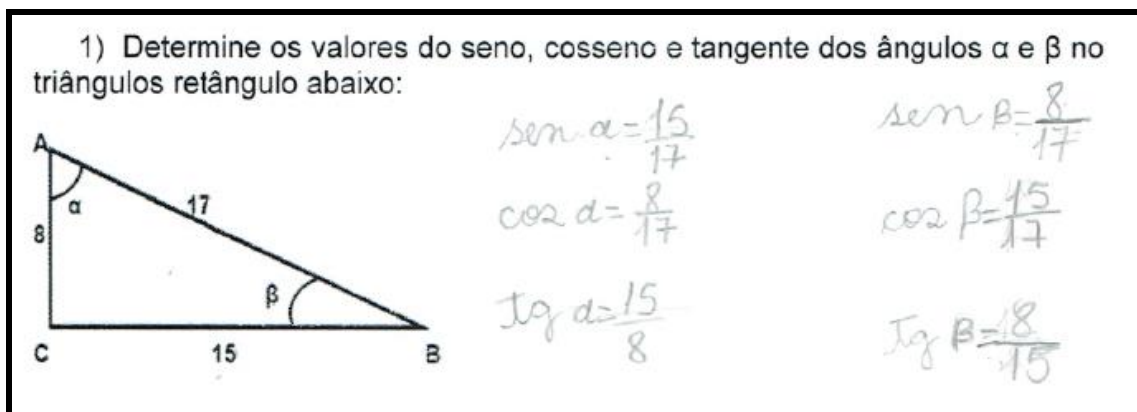 1) Determine os valores do seno, cosseno e tangente dos ângulos α e β no
triângulos retângulo abaixo:
A
α
17
8
β
C
15
B
sen α = 15/17
cos α = 8/17
tg α = 15/8
sen β = 8/17
cos β = 15/17
Tg β = 8/15